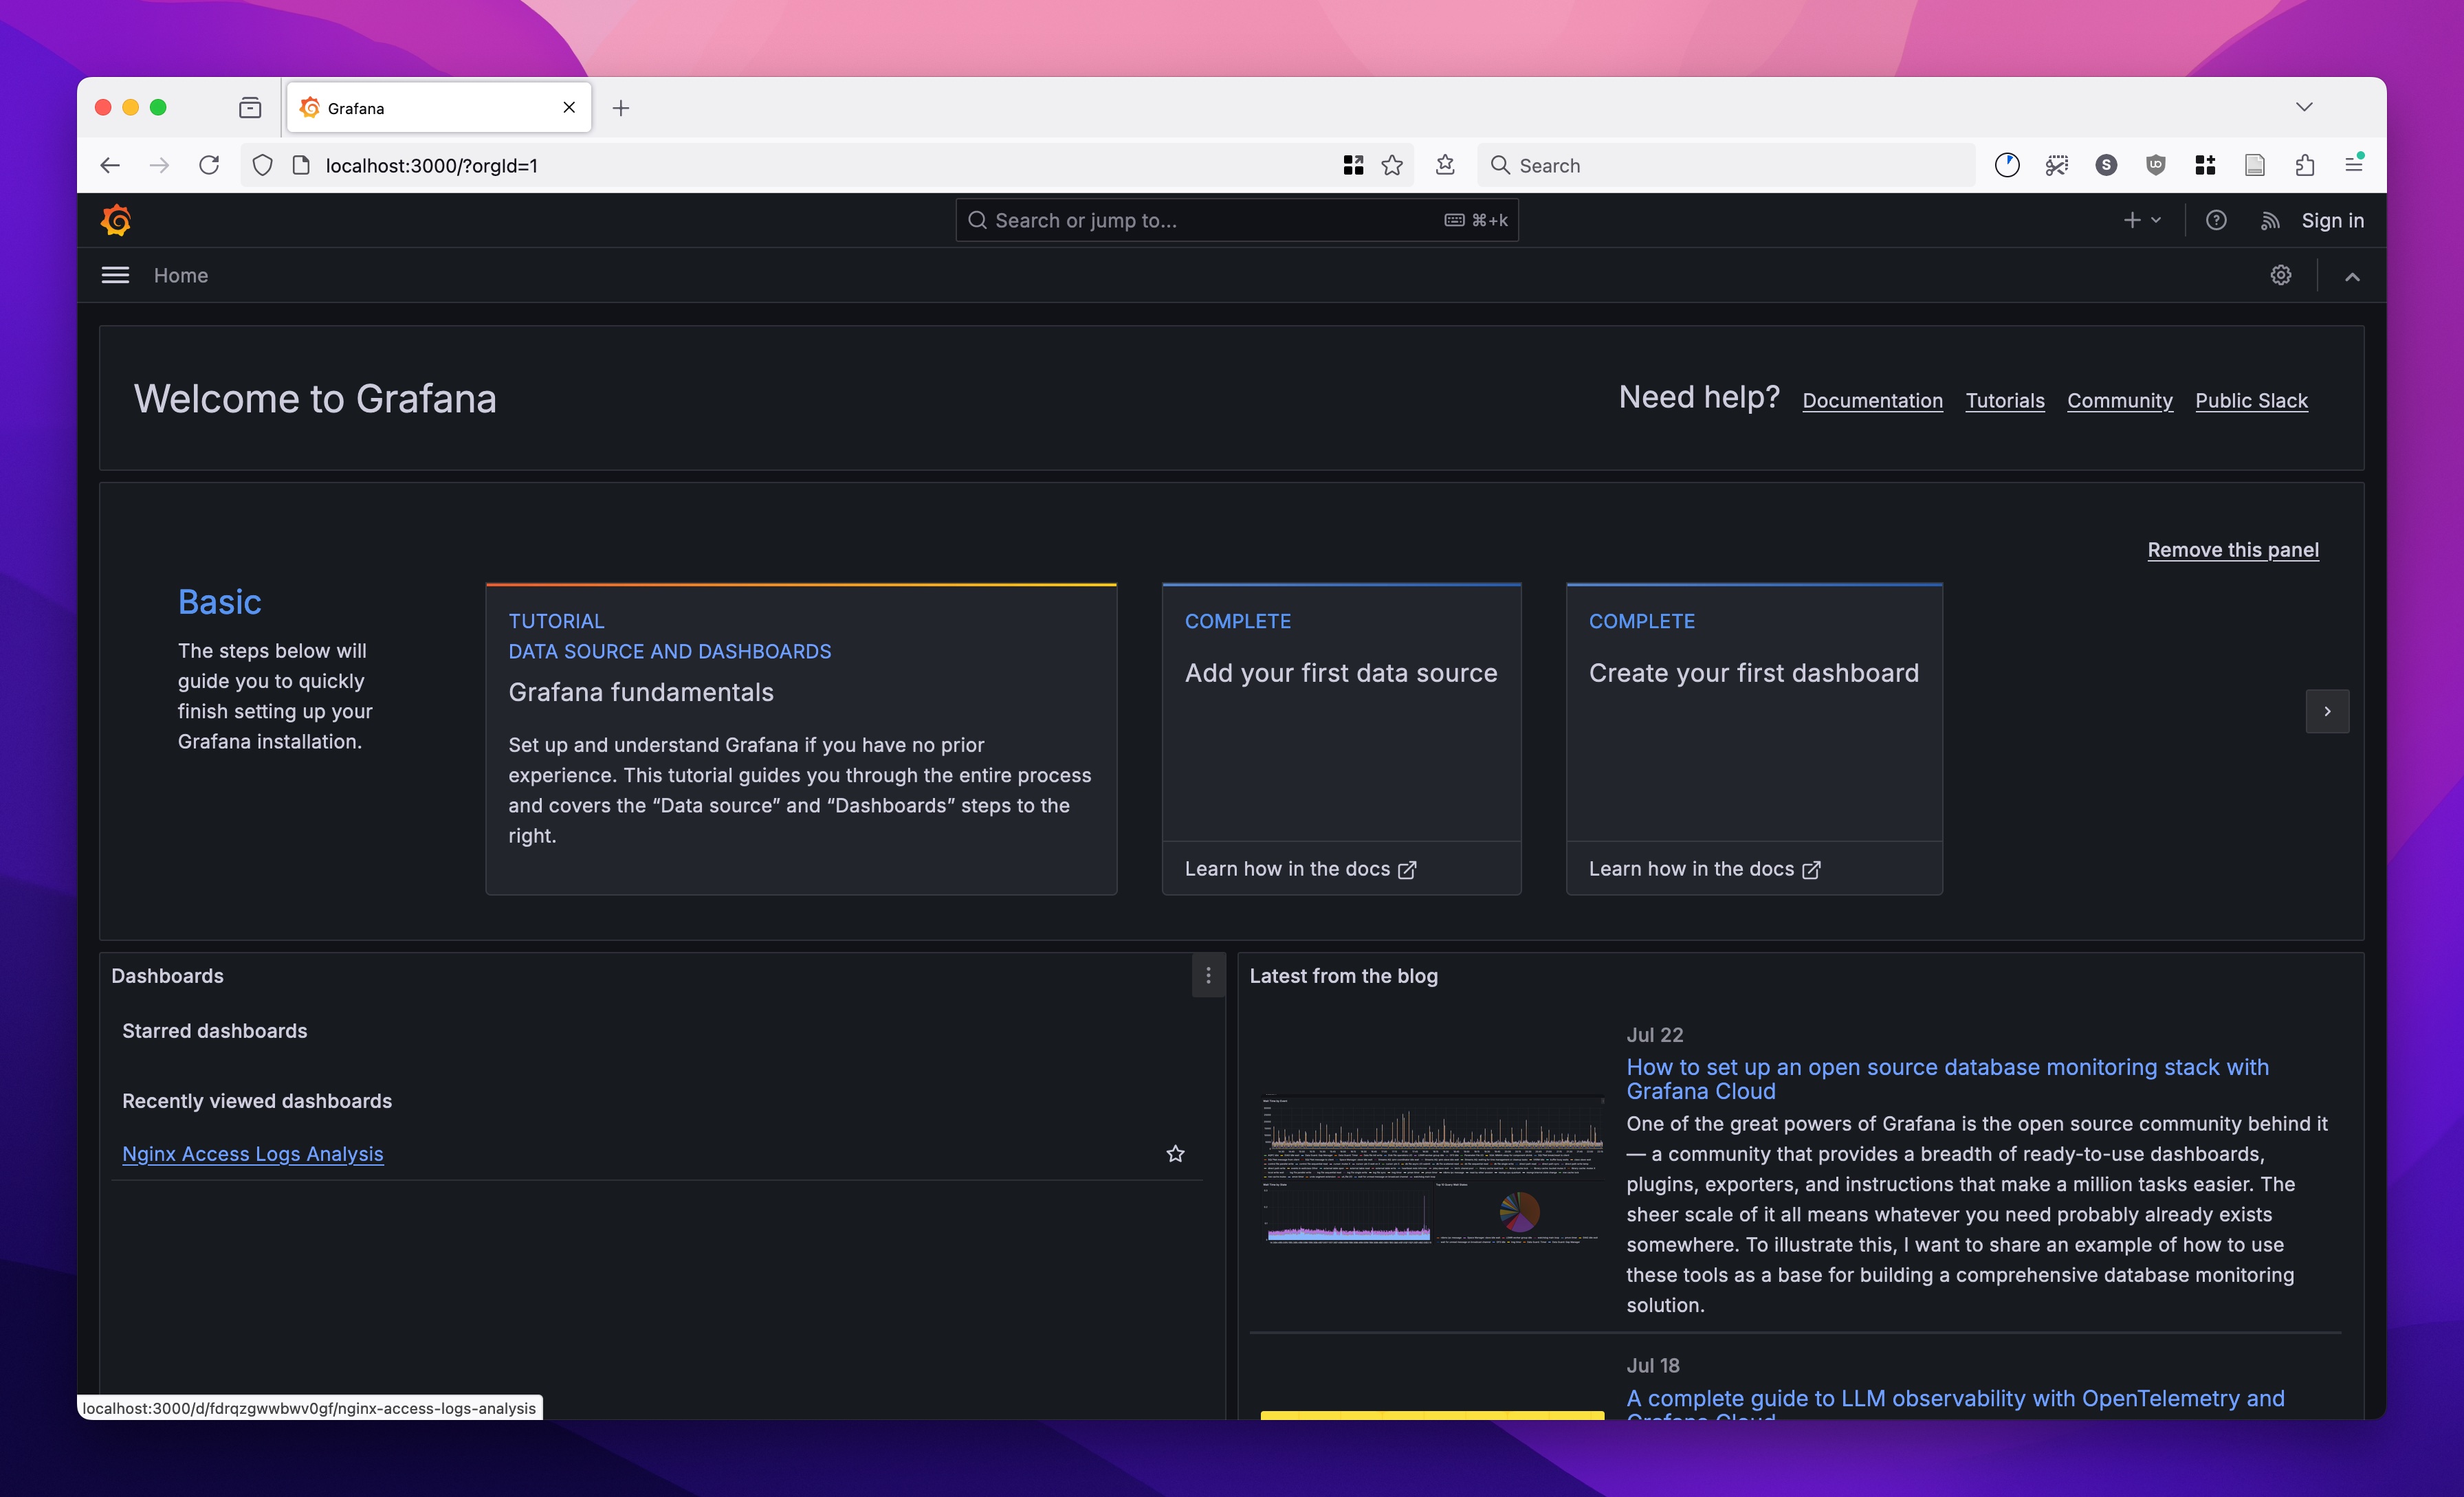 Grafana
localhost:3000/?orgId=1
Search
Search or jump to...
⌘+k
Sign in
Home
Welcome to Grafana
Need help?
Documentation
Tutorials
Community
Public Slack
Remove this panel
Basic
The steps below will
guide you to quickly
finish setting up your
Grafana installation.
TUTORIAL
DATA SOURCE AND DASHBOARDS
Grafana fundamentals
Set up and understand Grafana if you have no prior
experience. This tutorial guides you through the entire process
and covers the “Data source” and “Dashboards” steps to the
right.
COMPLETE
Add your first data source
Learn how in the docs
COMPLETE
Create your first dashboard
Learn how in the docs
Dashboards
Starred dashboards
Recently viewed dashboards
Nginx Access Logs Analysis
Latest from the blog
Jul 22
How to set up an open source database monitoring stack with
Grafana Cloud
One of the great powers of Grafana is the open source community behind it
— a community that provides a breadth of ready-to-use dashboards,
plugins, exporters, and instructions that make a million tasks easier. The
sheer scale of it all means whatever you need probably already exists
somewhere. To illustrate this, I want to share an example of how to use
these tools as a base for building a comprehensive database monitoring
solution.
Jul 18
A complete guide to LLM observability with OpenTelemetry and
Grafana Cloud
localhost:3000/d/fdrqzgwwbwv0gf/nginx-access-logs-analysis